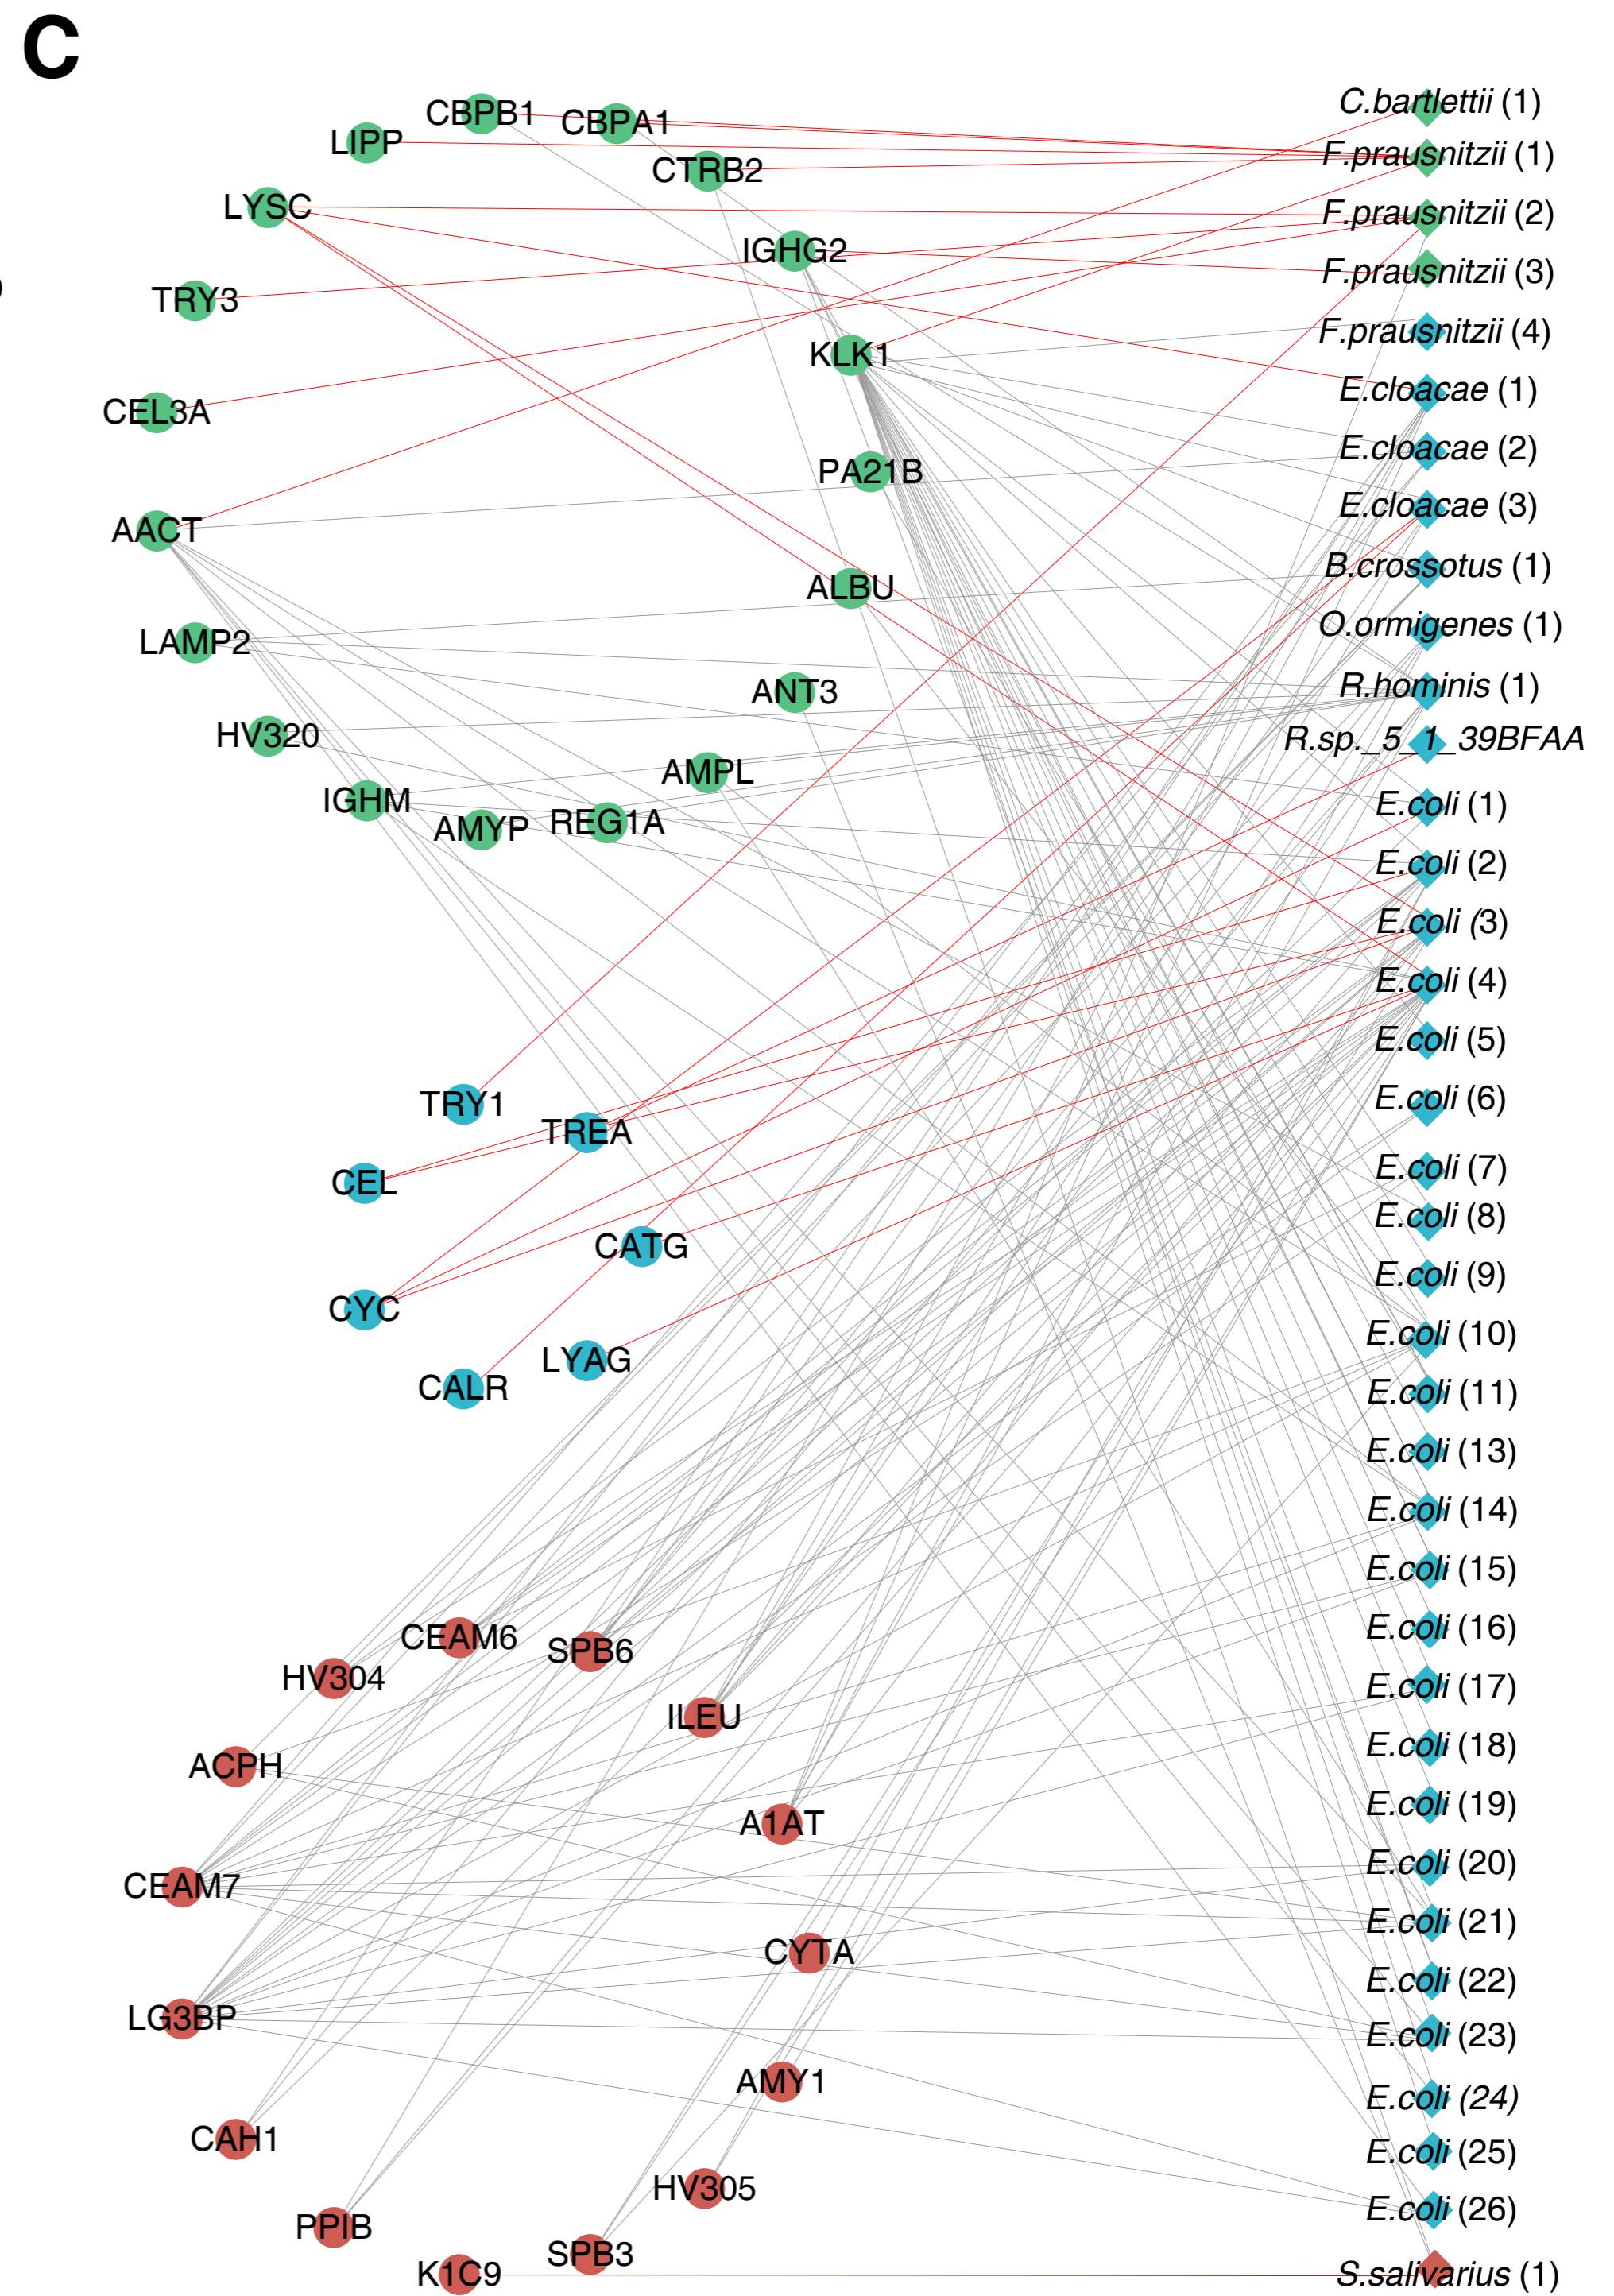 C
CBPB1
CBPA1
LIPP
CTRB2
LYSC
IGHG2
TRY3
KLK1
CEL3A
PA21B
AACT
ALBU
LAMP2
ANT3
HV320
AMPL
IGHM
AMYP
REG1A
TRY1
TREA
CEL
CATG
CYC
LYAG
CALR
CEAM6
SPB6
HV304
ILEU
ACPH
A1AT
CEAM7
CYTA
LG3BP
AMY1
CAH1
HV305
PPIB
SPB3
K1C9
C.bartlettii (1)
F.prausnitzii (1)
F.prausnitzii (2)
F.prausnitzii (3)
F.prausnitzii (4)
E.cloacae (1)
E.cloacae (2)
E.cloacae (3)
B.crossotus (1)
O.ormigenes (1)
R.hominis (1)
R.sp._5_1_39BFAA
E.coli (1)
E.coli (2)
E.coli (3)
E.coli (4)
E.coli (5)
E.coli (6)
E.coli (7)
E.coli (8)
E.coli (9)
E.coli (10)
E.coli (11)
E.coli (13)
E.coli (14)
E.coli (15)
E.coli (16)
E.coli (17)
E.coli (18)
E.coli (19)
E.coli (20)
E.coli (21)
E.coli (22)
E.coli (23)
E.coli (24)
E.coli (25)
E.coli (26)
S.salivarius (1)